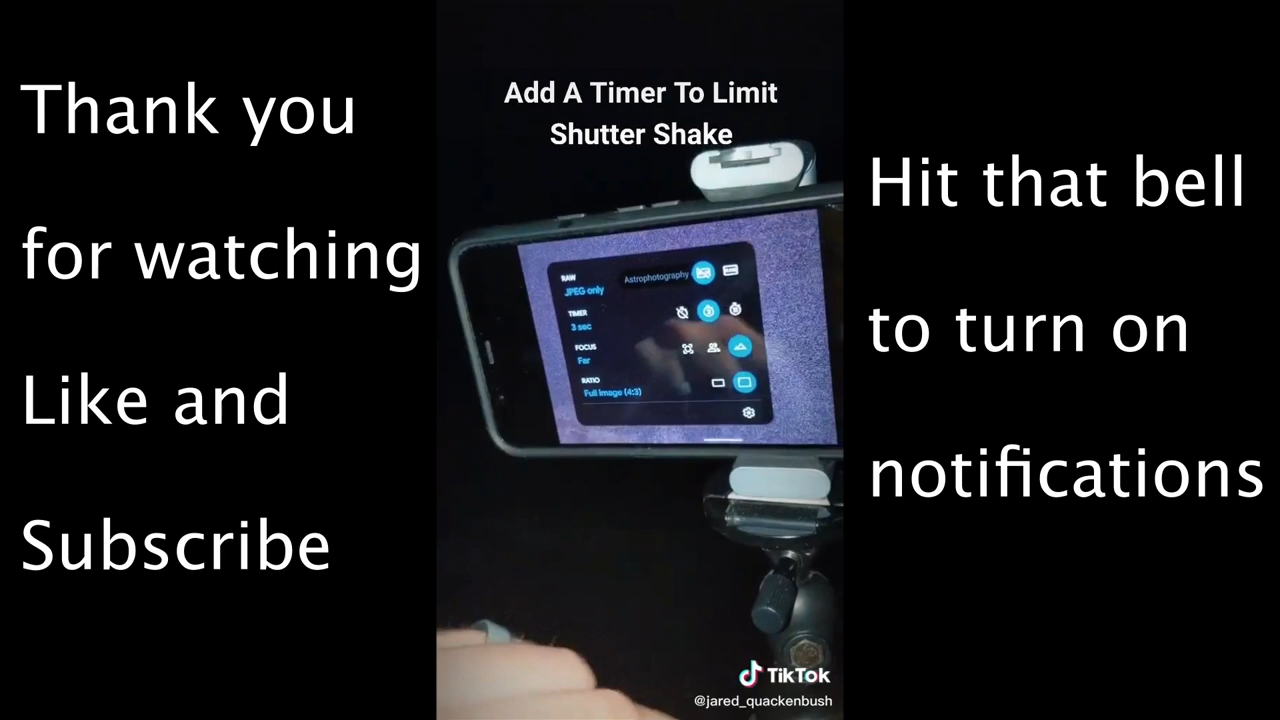 Thank you
for watching
Like and
Subscribe
Add A Timer To Limit
Shutter Shake
RAW
JPEG only
Astrophotography
TIMER
3 sec
FOCUS
Far
RATIO
Full Image (4:3)
TikTok
@jared_quackenbush
Hit that bell
to turn on
notifications